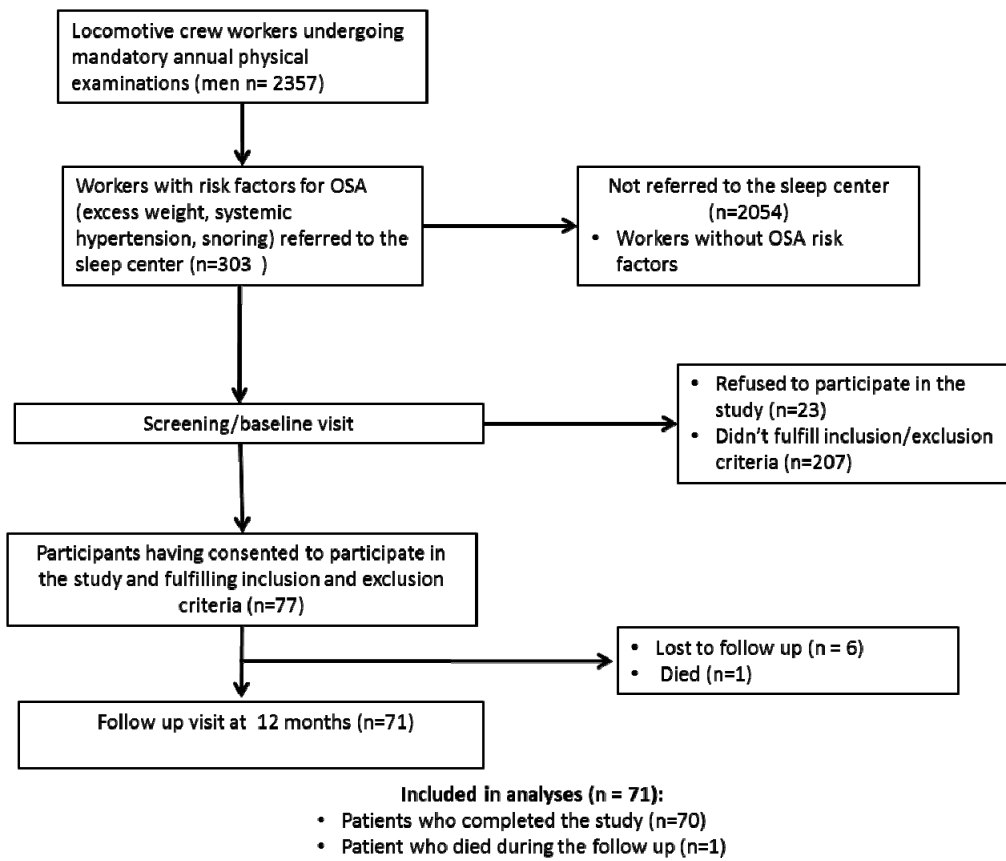 Locomotive crew workers undergoing
mandatory annual physical
examinations (men n= 2357)
Workers with risk factors for OSA
(excess weight, systemic
hypertension, snoring) referred to the
sleep center (n=303 )
Not referred to the sleep center
(n=2054)
• Workers without OSA risk
factors
Screening/baseline visit
• Refused to participate in the
study (n=23)
• Didn't fulfill inclusion/exclusion
criteria (n=207)
Participants having consented to participate in
the study and fulfilling inclusion and exclusion
criteria (n=77)
• Lost to follow up (n = 6)
• Died (n=1)
Follow up visit at 12 months (n=71)
Included in analyses (n = 71):
• Patients who completed the study (n=70)
• Patient who died during the follow up (n=1)